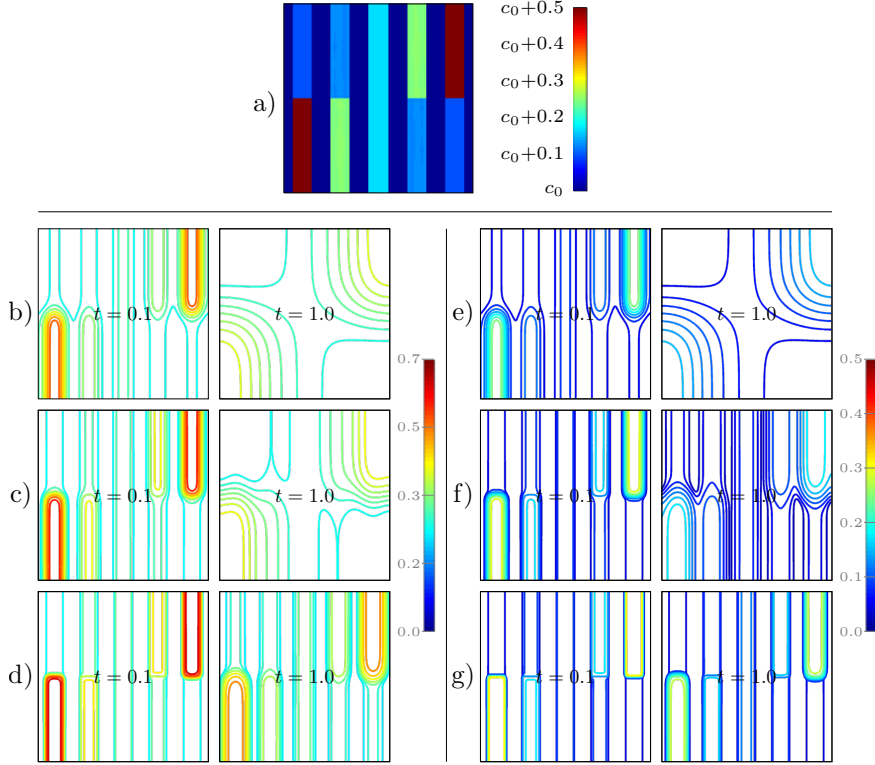 a)
c₀+0.5
c₀+0.4
c₀+0.3
c₀+0.2
c₀+0.1
c₀
b)
t = 0.1
t = 1.0
e)
t = 0.1
t = 1.0
0.7
0.5
0.5
0.4
0.3
0.3
0.2
0.1
0.1
0.0
0.0
c)
t = 0.1
t = 1.0
f)
t = 0.1
t = 1.0
d)
t = 0.1
t = 1.0
g)
t = 0.1
t = 1.0